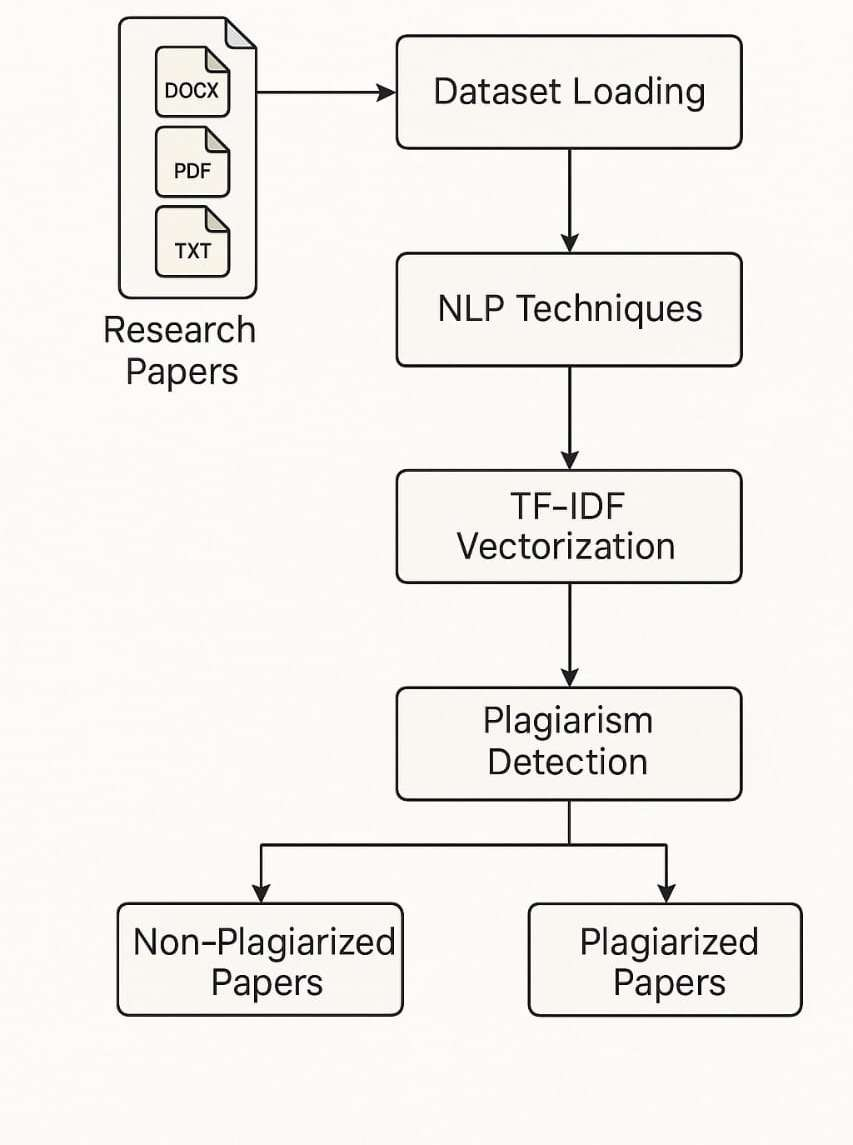 DOCX
PDF
TXT
Research
Papers
Dataset Loading
NLP Techniques
TF-IDF
Vectorization
Plagiarism
Detection
Non-Plagiarized
Papers
Plagiarized
Papers